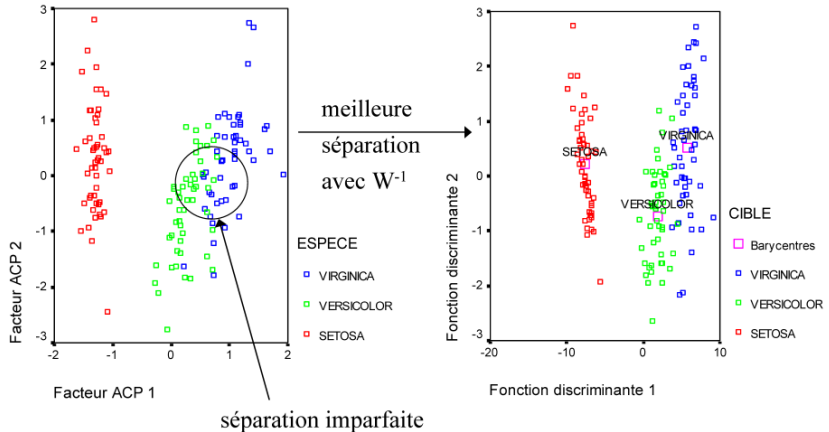 3
2
1
0
-1
-2
-3
-2
-1
0
1
2
Facteur ACP 2
Facteur ACP 1
ESPECE
VIRGINICA
VERSICOLOR
SETOSA
séparation imparfaite
meilleure
séparation
avec W-1
3
2
1
0
-1
-2
-3
-20
-10
0
10
Fonction discriminante 2
Fonction discriminante 1
SETOSA
VIRGINICA
VERSICOLOR
CIBLE
Barycentres
VIRGINICA
VERSICOLOR
SETOSA